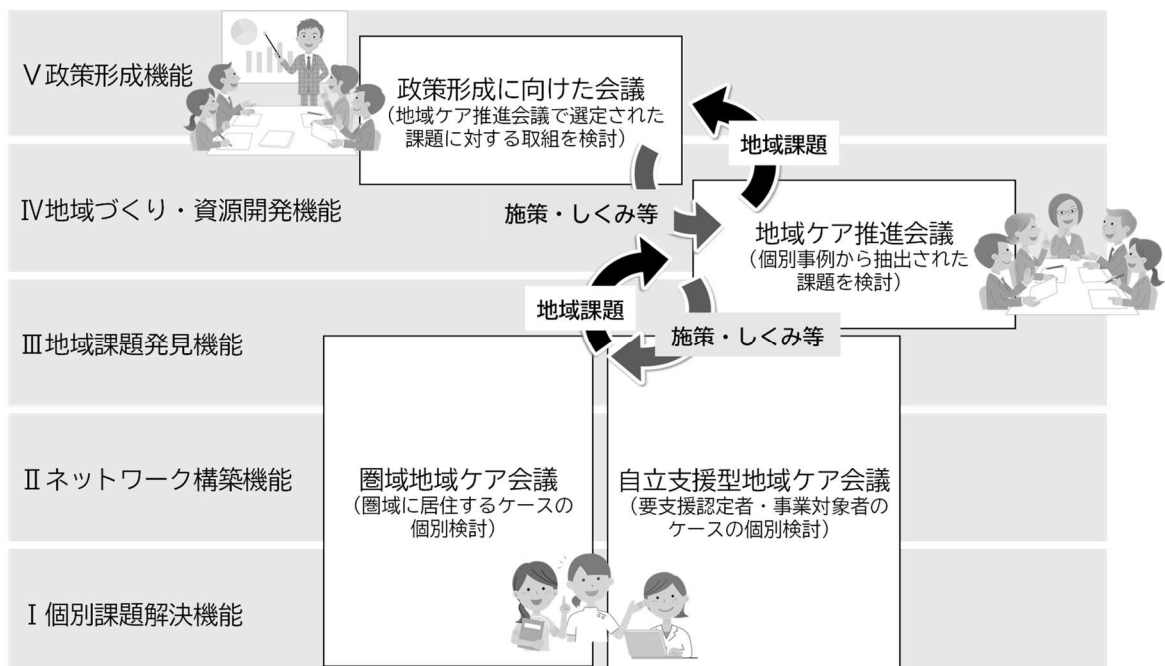 Ⅴ政策形成機能
政策形成に向けた会議
（地域ケア推進会議で選定された
課題に対する取組を検討）
地域課題
Ⅳ地域づくり・資源開発機能
施策・しくみ等
地域ケア推進会議
（個別事例から抽出された
課題を検討）
地域課題
施策・しくみ等
Ⅲ地域課題発見機能
Ⅱネットワーク構築機能
圏域地域ケア会議
（圏域に居住するケースの
個別検討）
自立支援型地域ケア会議
（要支援認定者・事業対象者の
ケースの個別検討）
Ⅰ個別課題解決機能